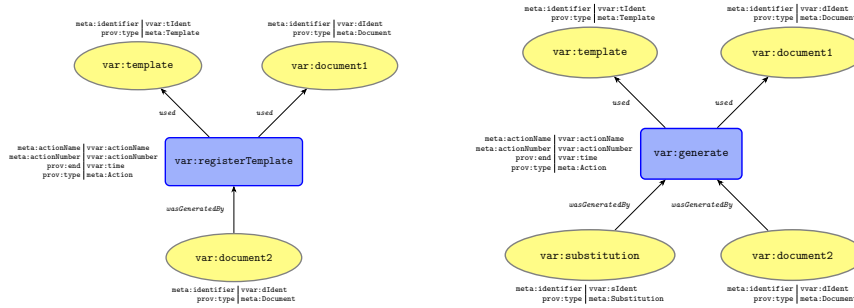 meta:identifier vvar:tIdent
prov:type meta:Template
meta:identifier vvar:dIdent
prov:type meta:Document
var:template
var:document1
used
used
meta:actionName vvar:actionName
meta:actionNumber vvar:actionNumber
prov:end vvar:time
prov:type meta:Action
var:registerTemplate
wasGeneratedBy
var:document2
meta:identifier vvar:dIdent
prov:type meta:Document
meta:identifier vvar:tIdent
prov:type meta:Template
meta:identifier vvar:dIdent
prov:type meta:Document
var:template
var:document1
used
used
meta:actionName vvar:actionName
meta:actionNumber vvar:actionNumber
prov:end vvar:time
prov:type meta:Action
var:generate
wasGeneratedBy
wasGeneratedBy
var:substitution
var:document2
meta:identifier vvar:sIdent
prov:type meta:Substitution
meta:identifier vvar:dIdent
prov:type meta:Document